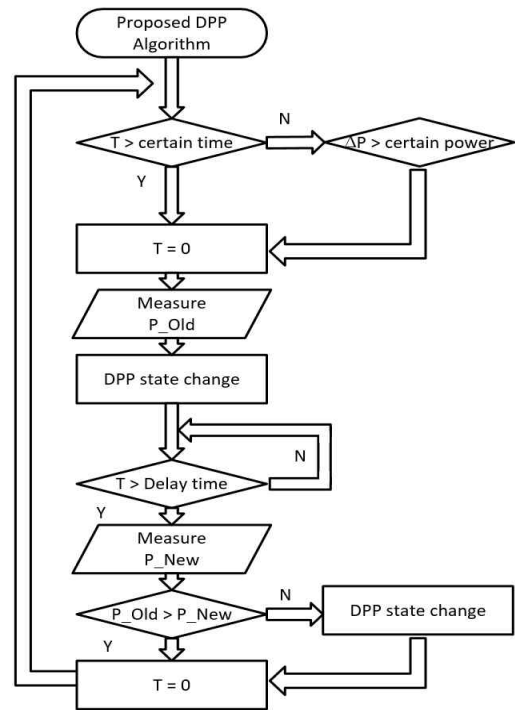 Proposed DPP
Algorithm
T > certain time
N
ΔP > certain power
Y
T = 0
Measure
P_Old
DPP state change
N
T > Delay time
Y
Measure
P_New
P_Old > P_New
N
DPP state change
Y
T = 0